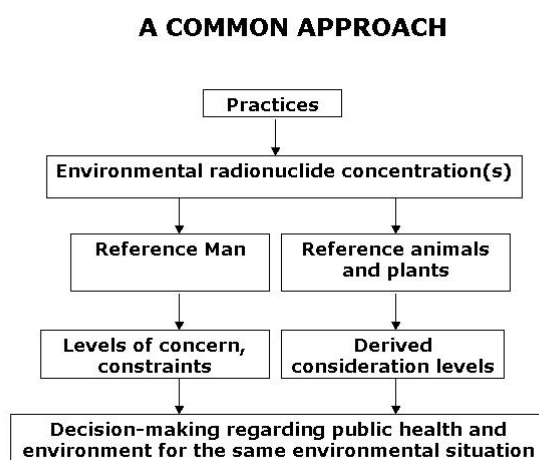 A COMMON APPROACH
Practices
Environmental radionuclide concentration(s)
Reference Man
Reference animals
and plants
Levels of concern,
constraints
Derived
consideration levels
Decision-making regarding public health and
environment for the same environmental situation